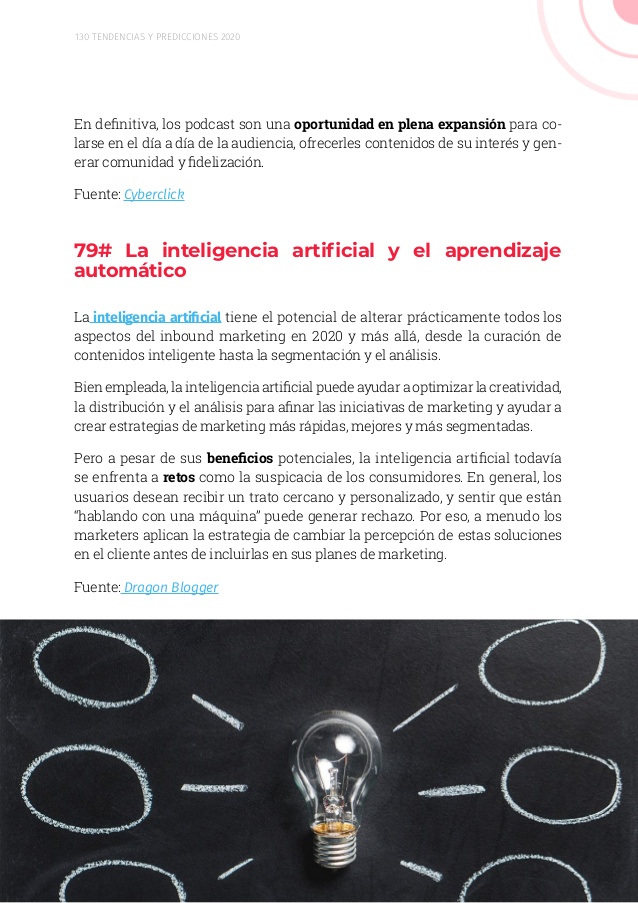 130 TENDENCIAS Y PREDICCIONES 2020
En definitiva, los podcast son una oportunidad en plena expansión para co-
larse en el día a día de la audiencia, ofrecerles contenidos de su interés y gen-
erar comunidad y fidelización.
Fuente: Cyberclick
79# La inteligencia artificial y el aprendizaje
automático
La inteligencia artificial tiene el potencial de alterar prácticamente todos los
aspectos del inbound marketing en 2020 y más allá, desde la curación de
contenidos inteligente hasta la segmentación y el análisis.
Bien empleada, la inteligencia artificial puede ayudar a optimizar la creatividad,
la distribución y el análisis para afinar las iniciativas de marketing y ayudar a
crear estrategias de marketing más rápidas, mejores y más segmentadas.
Pero a pesar de sus beneficios potenciales, la inteligencia artificial todavía
se enfrenta a retos como la suspicacia de los consumidores. En general, los
usuarios desean recibir un trato cercano y personalizado, y sentir que están
“hablando con una máquina” puede generar rechazo. Por eso, a menudo los
marketers aplican la estrategia de cambiar la percepción de estas soluciones
en el cliente antes de incluirlas en sus planes de marketing.
Fuente: Dragon Blogger